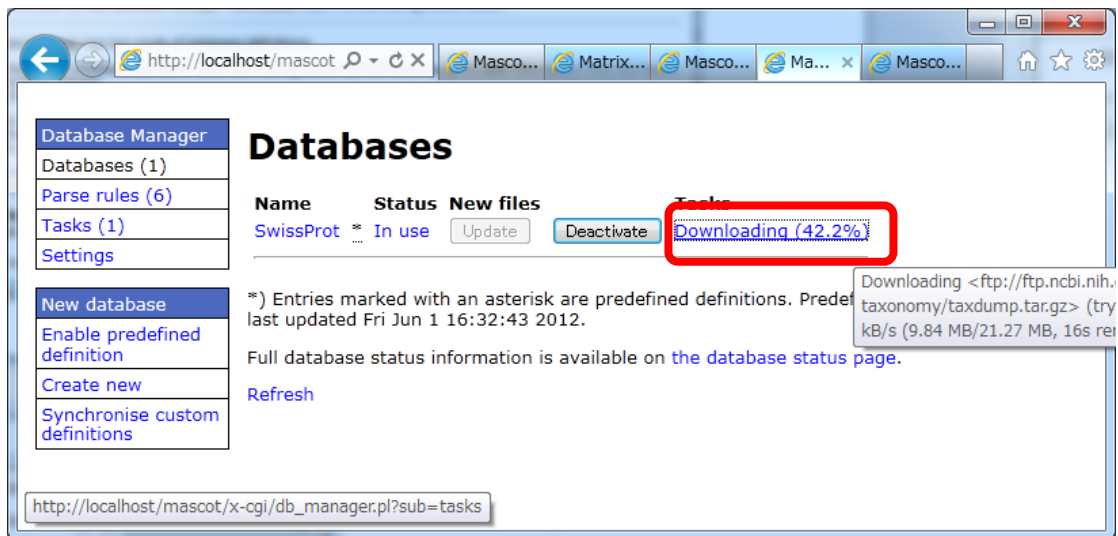 http://localhost/mascot
Masco...
Matrix...
Masco...
Ma...
Masco...
Database Manager
Databases (1)
Parse rules (6)
Tasks (1)
Settings
New database
Enable predefined
definition
Create new
Synchronise custom
definitions
Databases
Name Status New files Tasks
SwissProt * In use Update Deactivate Downloading (42.2%)
Downloading <ftp://ftp.ncbi.nih.
taxonomy/taxdump.tar.gz> (try
kB/s (9.84 MB/21.27 MB, 16s re
*) Entries marked with an asterisk are predefined definitions. Predef
last updated Fri Jun 1 16:32:43 2012.
Full database status information is available on the database status page.
Refresh
http://localhost/mascot/x-cgi/db_manager.pl?sub=tasks